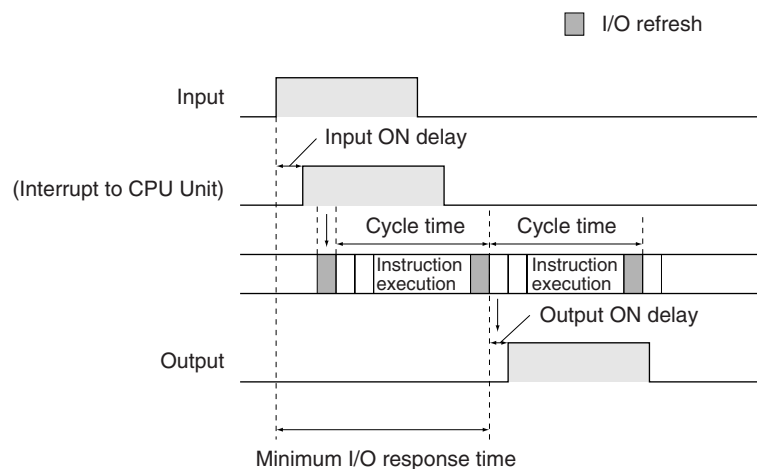 I/O refresh
Input
Input ON delay
(Interrupt to CPU Unit)
Cycle time
Cycle time
Instruction
execution
Instruction
execution
Output ON delay
Output
Minimum I/O response time